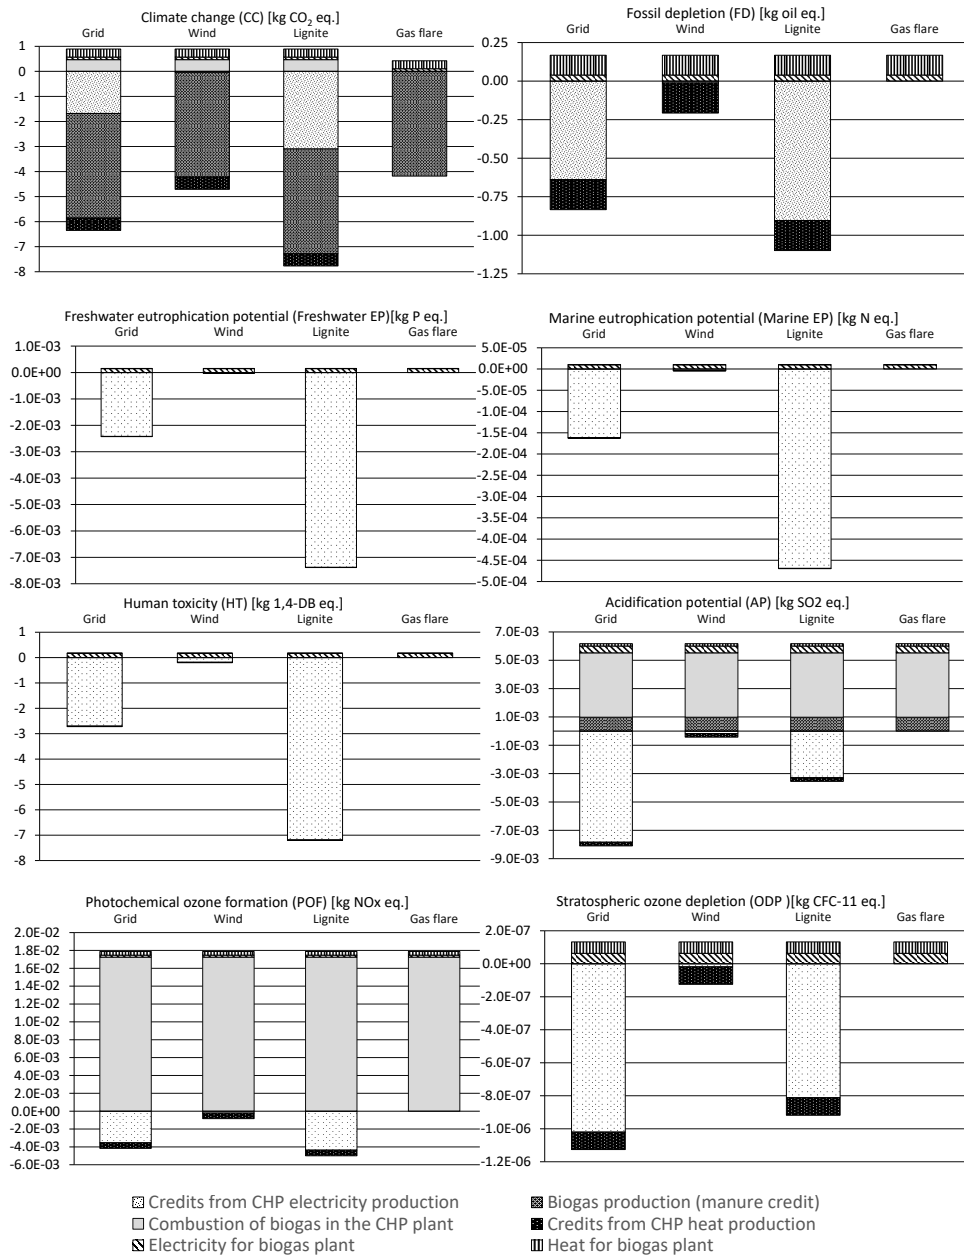 Climate change (CC) [kg CO2 eq.]
Grid Wind Lignite Gas flare
1
0
-1
-2
-3
-4
-5
-6
-7
-8
Fossil depletion (FD) [kg oil eq.]
Grid Wind Lignite Gas flare
0.25
0.00
-0.25
-0.50
-0.75
-1.00
-1.25
Freshwater eutrophication potential (Freshwater EP)[kg P eq.]
Grid Wind Lignite Gas flare
1.0E-03
0.0E+00
-1.0E-03
-2.0E-03
-3.0E-03
-4.0E-03
-5.0E-03
-6.0E-03
-7.0E-03
-8.0E-03
Marine eutrophication potential (Marine EP) [kg N eq.]
Grid Wind Lignite Gas flare
5.0E-05
0.0E+00
-5.0E-05
-1.0E-04
-1.5E-04
-2.0E-04
-2.5E-04
-3.0E-04
-3.5E-04
-4.0E-04
-4.5E-04
-5.0E-04
Human toxicity (HT) [kg 1,4-DB eq.]
Grid Wind Lignite Gas flare
1
0
-1
-2
-3
-4
-5
-6
-7
-8
Acidification potential (AP) [kg SO2 eq.]
Grid Wind Lignite Gas flare
7.0E-03
5.0E-03
3.0E-03
1.0E-03
-1.0E-03
-3.0E-03
-5.0E-03
-7.0E-03
-9.0E-03
Photochemical ozone formation (POF) [kg NOx eq.]
Grid Wind Lignite Gas flare
2.0E-02
1.8E-02
1.6E-02
1.4E-02
1.2E-02
1.0E-02
8.0E-03
6.0E-03
4.0E-03
2.0E-03
0.0E+00
-2.0E-03
-4.0E-03
-6.0E-03
Stratospheric ozone depletion (ODP )[kg CFC-11 eq.]
Grid Wind Lignite Gas flare
2.0E-07
0.0E+00
-2.0E-07
-4.0E-07
-6.0E-07
-8.0E-07
-1.0E-06
-1.2E-06
Credits from CHP electricity production
Biogas production (manure credit)
Combustion of biogas in the CHP plant
Credits from CHP heat production
Electricity for biogas plant
Heat for biogas plant